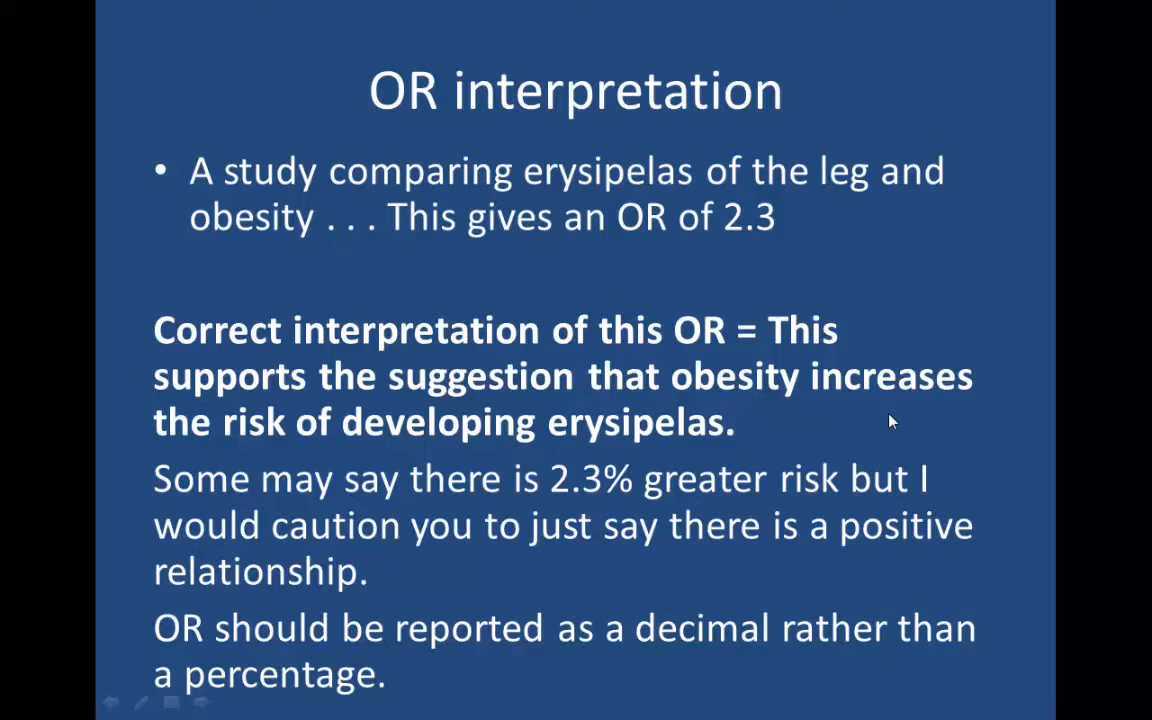 OR interpretation
• A study comparing erysipelas of the leg and
obesity . . . This gives an OR of 2.3
Correct interpretation of this OR = This
supports the suggestion that obesity increases
the risk of developing erysipelas.
Some may say there is 2.3% greater risk but I
would caution you to just say there is a positive
relationship.
OR should be reported as a decimal rather than
a percentage.